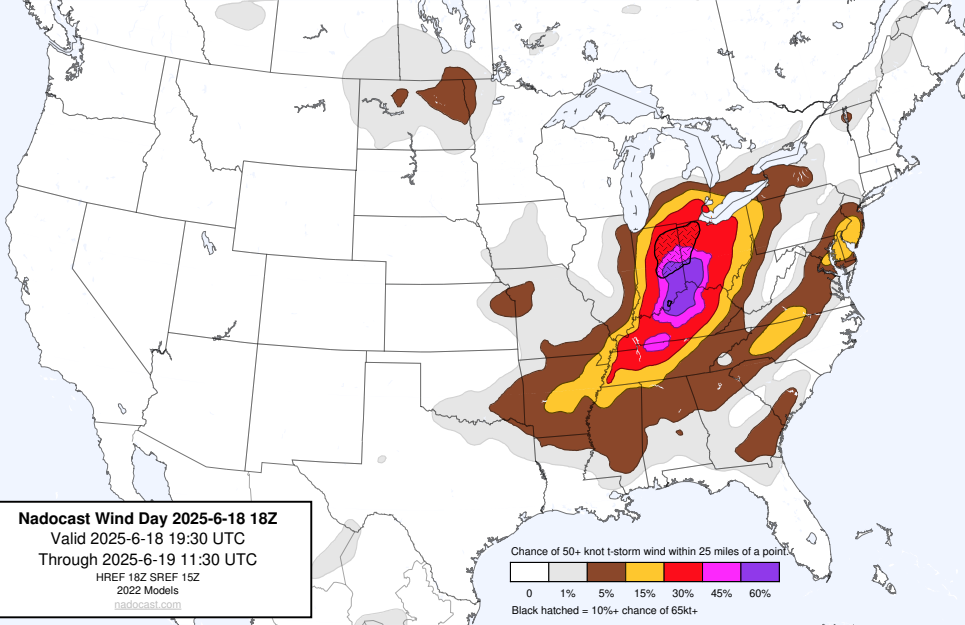 Nadocast Wind Day 2025-6-18 18Z
Valid 2025-6-18 19:30 UTC
Through 2025-6-19 11:30 UTC
HREF 18Z SREF 15Z
2022 Models
nadocast.com
Chance of 50+ knot t-storm wind within 25 miles of a point.
0 1% 5% 15% 30% 45% 60%
Black hatched = 10%+ chance of 65kt+